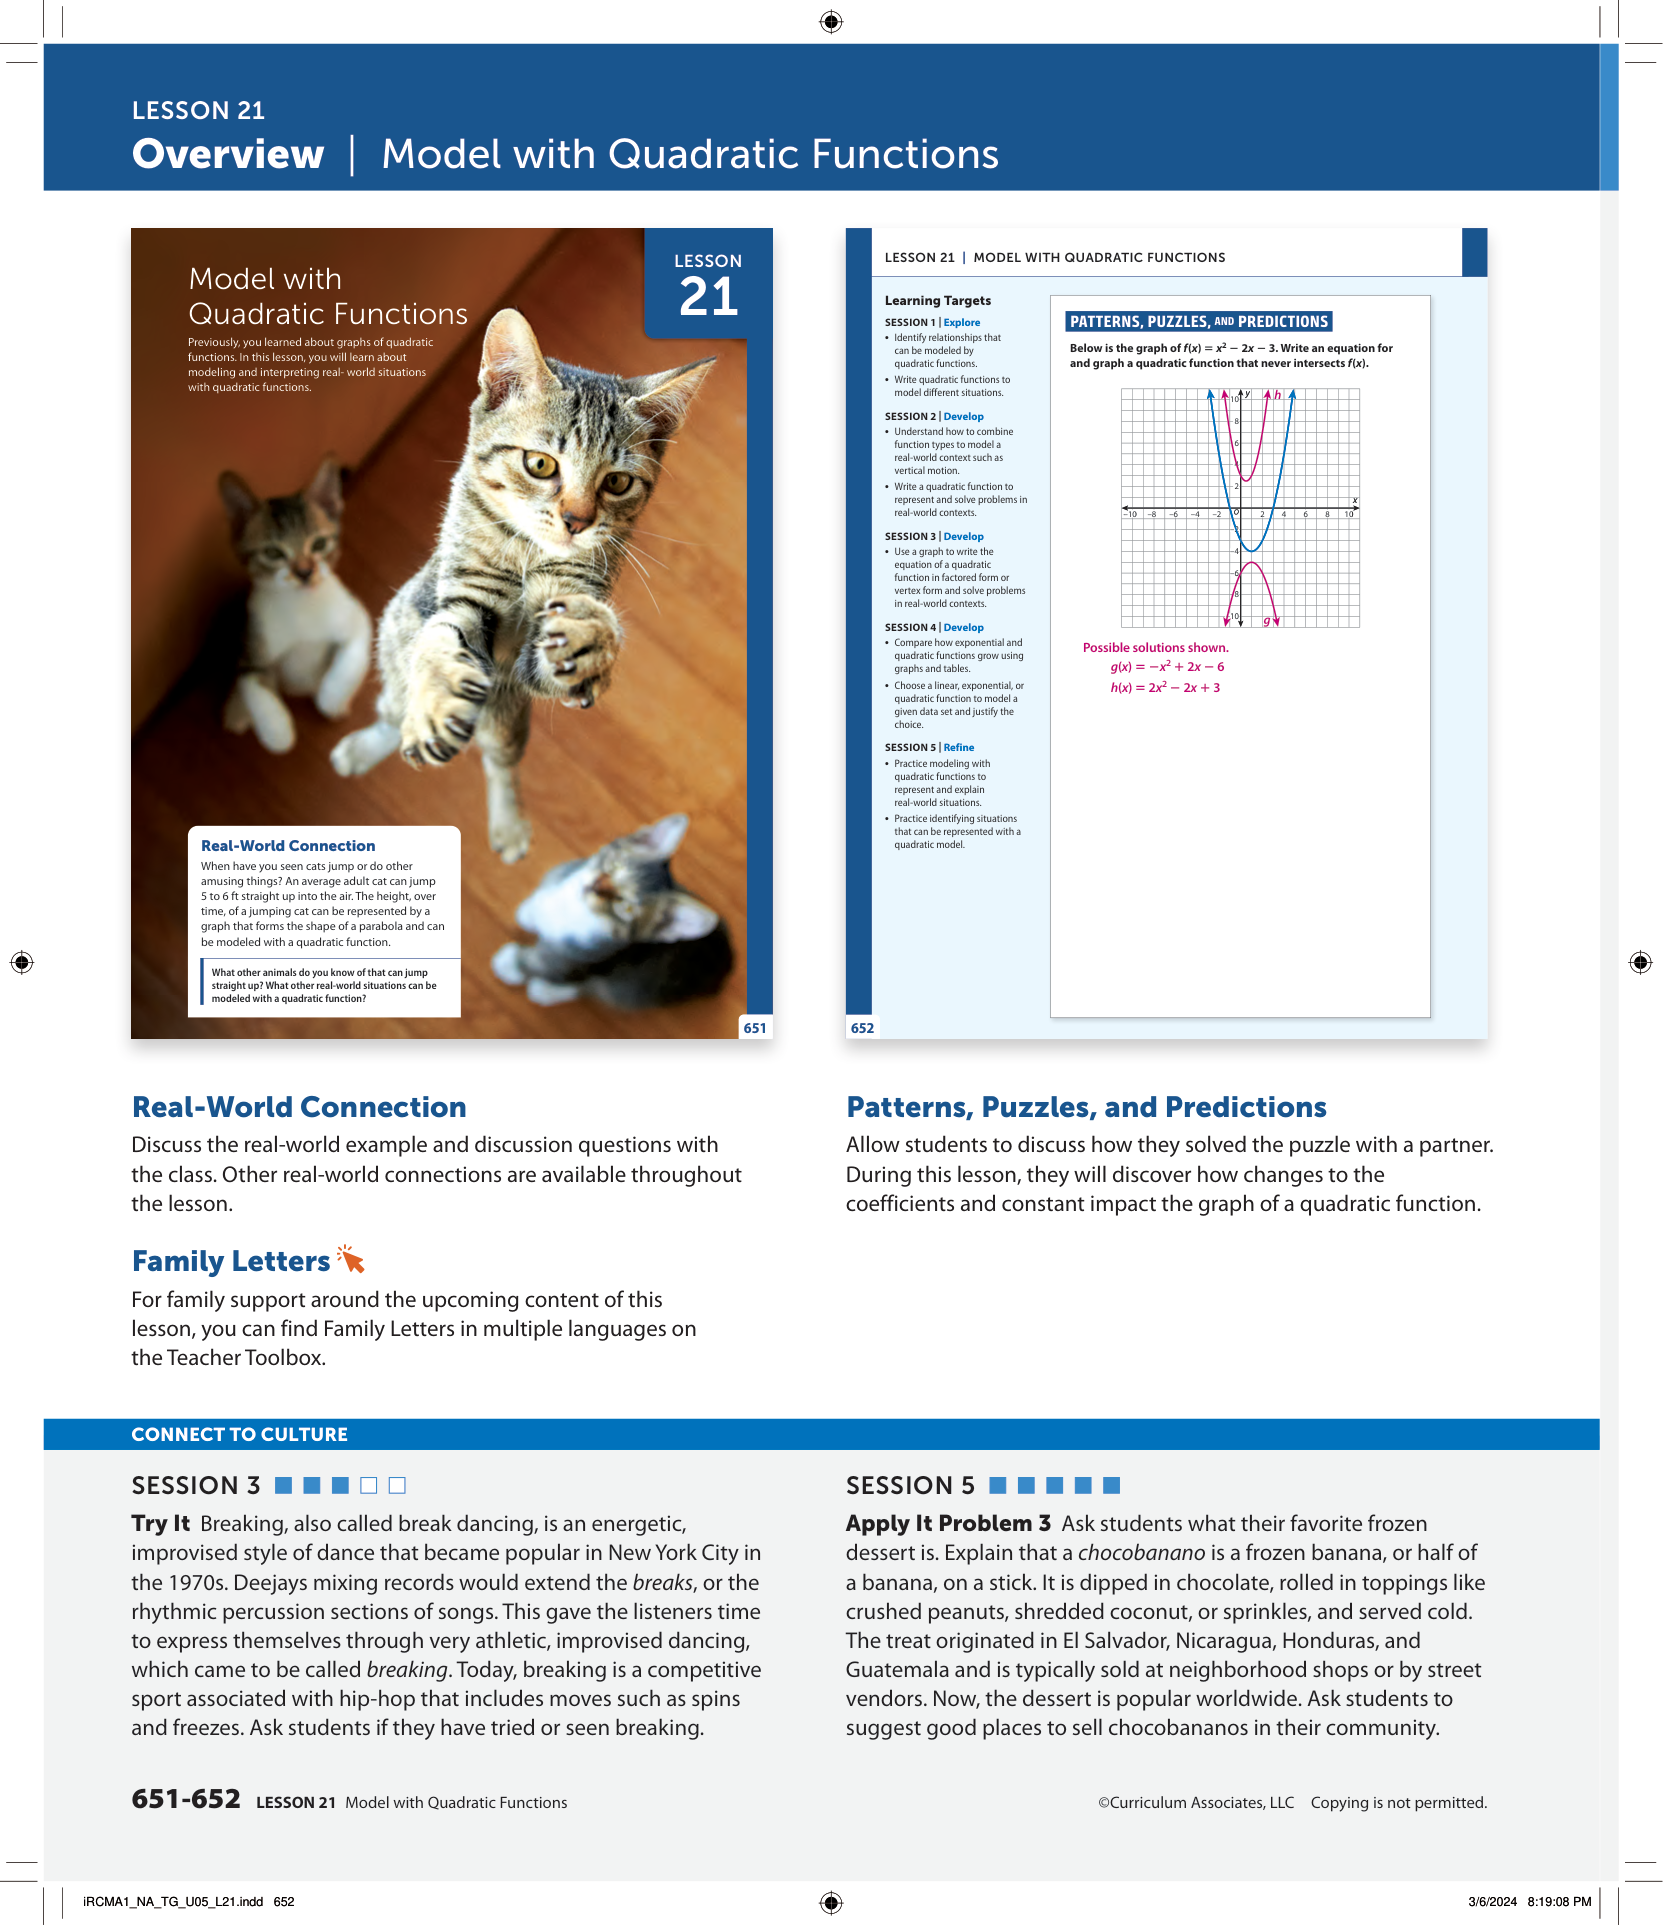 LESSON 21
Overview | Model with Quadratic Functions
Model with
Quadratic Functions
Previously, you learned about graphs of quadratic
functions. In this lesson, you will learn about
modeling and interpreting real- world situations
with quadratic functions.
LESSON
21
Real-World Connection
When have you seen cats jump or do other
amusing things? An average adult cat can jump
5 to 6 ft straight up into the air. The height, over
time, of a jumping cat can be represented by a
graph that forms the shape of a parabola and can
be modeled with a quadratic function.
What other animals do you know of that can jump
straight up? What other real-world situations can be
modeled with a quadratic function?
651
LESSON 21 | MODEL WITH QUADRATIC FUNCTIONS
Learning Targets
SESSION 1 | Explore
• Identify relationships that
can be modeled by
quadratic functions.
• Write quadratic functions to
model different situations.
SESSION 2 | Develop
• Understand how to combine
function types to model a
real-world context such as
vertical motion.
• Write a quadratic function to
represent and solve problems in
real-world contexts.
SESSION 3 | Develop
• Use a graph to write the
equation of a quadratic
function in factored form or
vertex form and solve problems
in real-world contexts.
SESSION 4 | Develop
• Compare how exponential and
quadratic functions grow using
graphs and tables.
• Choose a linear, exponential, or
quadratic function to model a
given data set and justify the
choice.
SESSION 5 | Refine
• Practice modeling with
quadratic functions to
represent and explain
real-world situations.
• Practice identifying situations
that can be represented with a
quadratic model.
652
PATTERNS, PUZZLES, AND PREDICTIONS
Below is the graph of f(x) = x² − 2x − 3. Write an equation for
and graph a quadratic function that never intersects f(x).
y
h
10
8
6
2
x
−10 −8 −6 −4 −2 O 2 4 6 8 10
4
6
8
10
g
Possible solutions shown.
g(x) = −x² + 2x − 6
h(x) = 2x² − 2x + 3
Real-World Connection
Discuss the real-world example and discussion questions with
the class. Other real-world connections are available throughout
the lesson.
Family Letters
For family support around the upcoming content of this
lesson, you can find Family Letters in multiple languages on
the Teacher Toolbox.
Patterns, Puzzles, and Predictions
Allow students to discuss how they solved the puzzle with a partner.
During this lesson, they will discover how changes to the
coefficients and constant impact the graph of a quadratic function.
CONNECT TO CULTURE
SESSION 3
Try It Breaking, also called break dancing, is an energetic,
improvised style of dance that became popular in New York City in
the 1970s. Deejays mixing records would extend the breaks, or the
rhythmic percussion sections of songs. This gave the listeners time
to express themselves through very athletic, improvised dancing,
which came to be called breaking. Today, breaking is a competitive
sport associated with hip-hop that includes moves such as spins
and freezes. Ask students if they have tried or seen breaking.
SESSION 5
Apply It Problem 3 Ask students what their favorite frozen
dessert is. Explain that a chocobanano is a frozen banana, or half of
a banana, on a stick. It is dipped in chocolate, rolled in toppings like
crushed peanuts, shredded coconut, or sprinkles, and served cold.
The treat originated in El Salvador, Nicaragua, Honduras, and
Guatemala and is typically sold at neighborhood shops or by street
vendors. Now, the dessert is popular worldwide. Ask students to
suggest good places to sell chocobananos in their community.
651-652 LESSON 21 Model with Quadratic Functions
©Curriculum Associates, LLC Copying is not permitted.
iRCMA1_NA_TG_U05_L21.indd 652
3/6/2024 8:19:08 PM